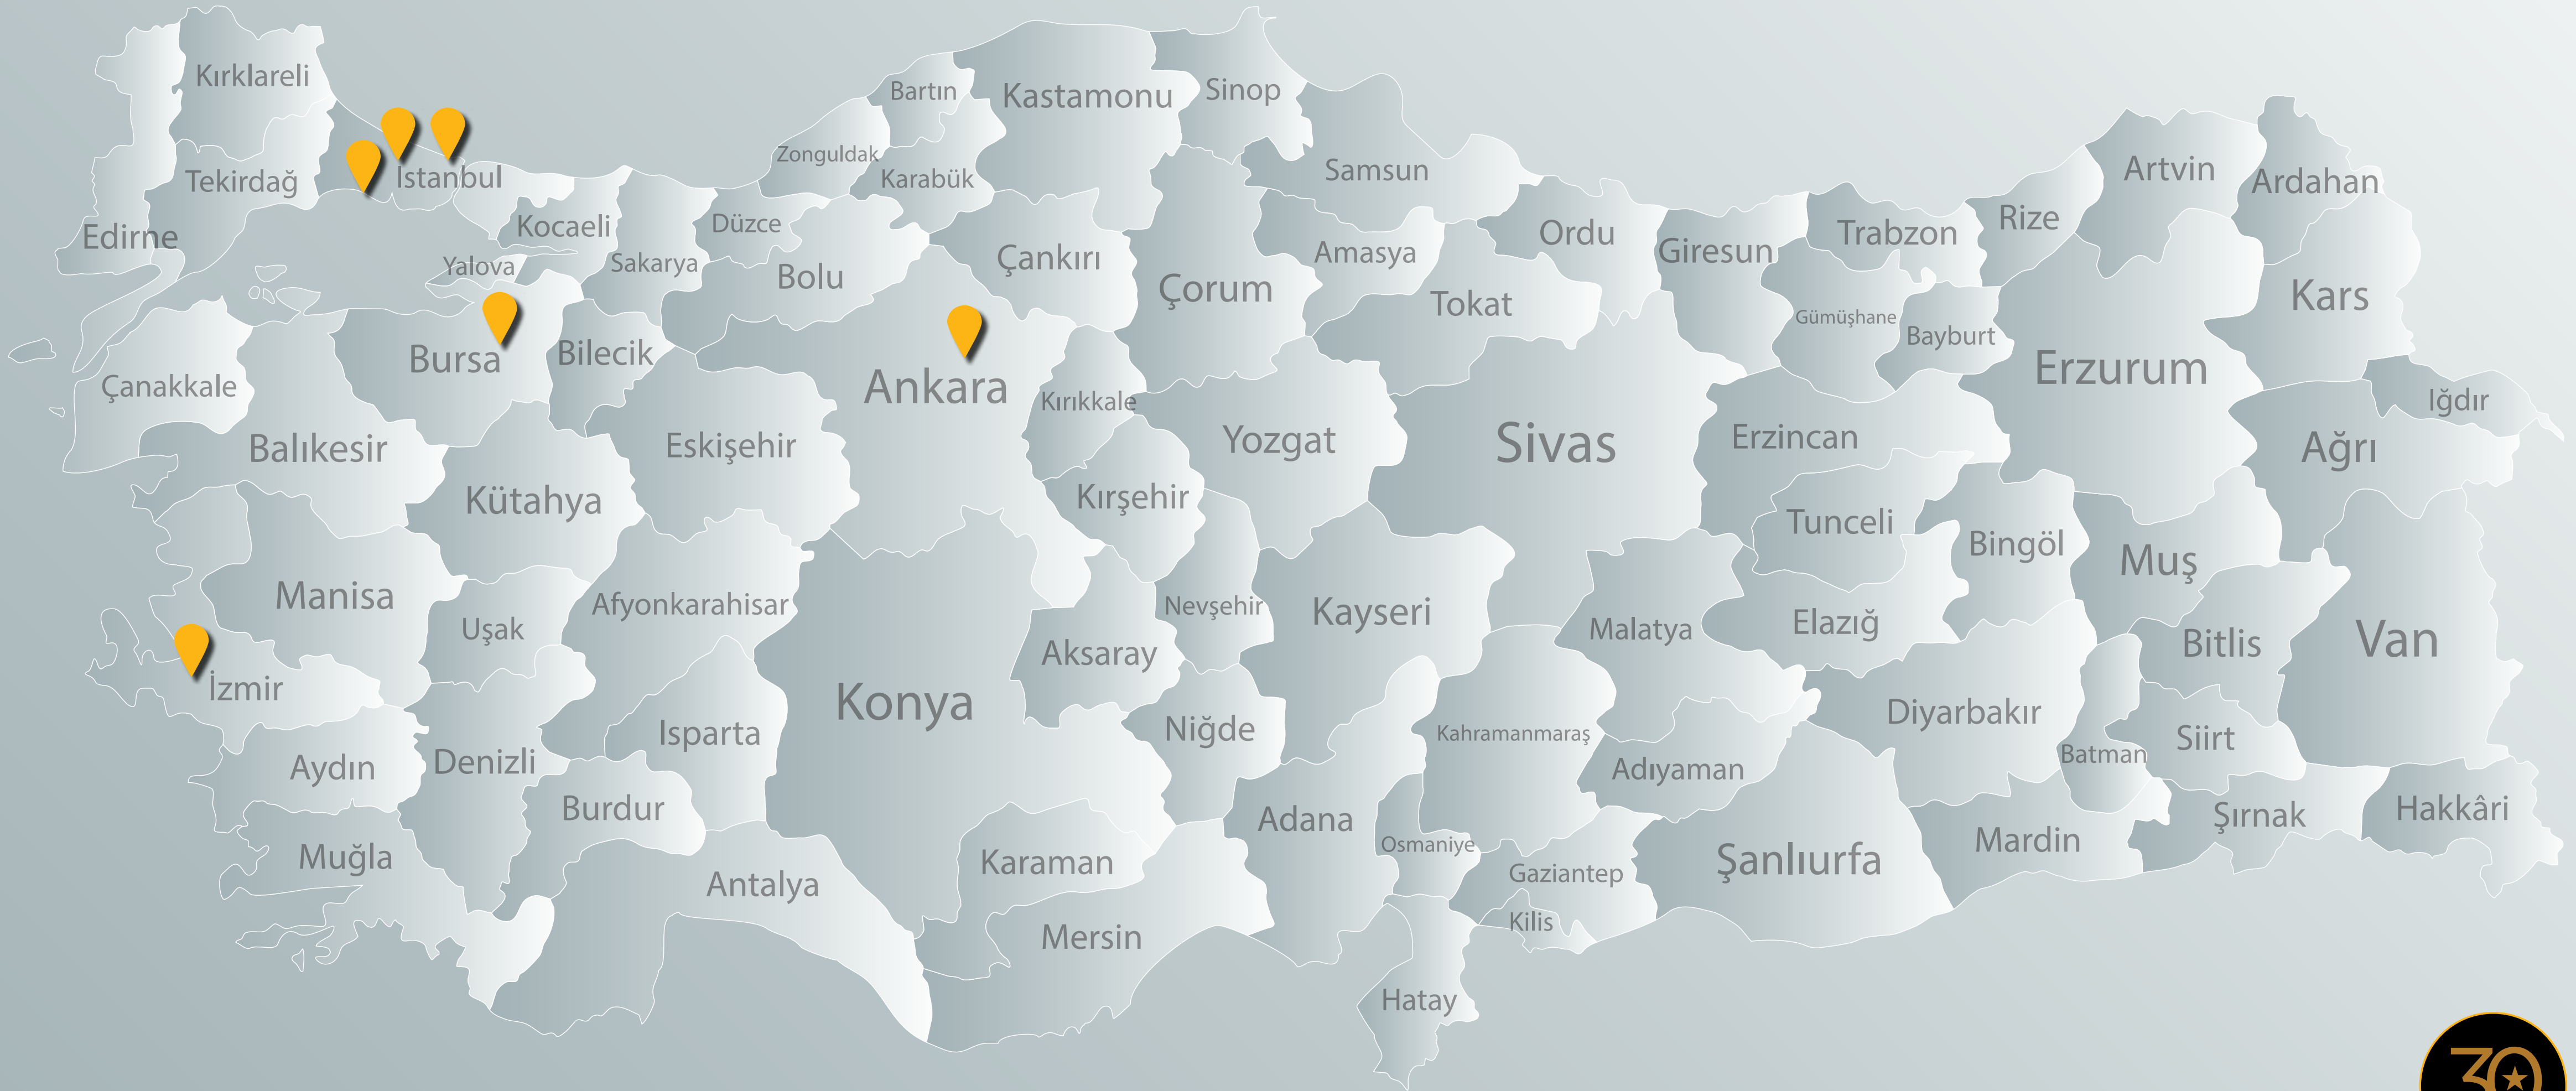 Kırklareli
Bartın
Kastamonu
Sinop
Zonguldak
Karabük
Samsun
Artvin
Ardahan
Tekirdağ
İstanbul
Edirne
Kocaeli
Düzce
Çankırı
Amasya
Ordu
Giresun
Trabzon
Rize
Yalova
Sakarya
Bolu
Çorum
Tokat
Gümüşhane
Bayburt
Kars
Çanakkale
Bursa
Bilecik
Ankara
Kırıkkale
Erzurum
Iğdır
Balıkesir
Eskişehir
Yozgat
Sivas
Erzincan
Ağrı
Kütahya
Kırşehir
Tunceli
Bingöl
Muş
Manisa
Uşak
Afyonkarahisar
Nevşehir
Kayseri
Malatya
Elazığ
Bitlis
Van
İzmir
Aksaray
Konya
Isparta
Niğde
Kahramanmaraş
Diyarbakır
Siirt
Aydın
Denizli
Adıyaman
Batman
Burdur
Adana
Şırnak
Hakkâri
Muğla
Antalya
Karaman
Osmaniye
Gaziantep
Şanlıurfa
Mardin
Mersin
Kilis
Hatay
30